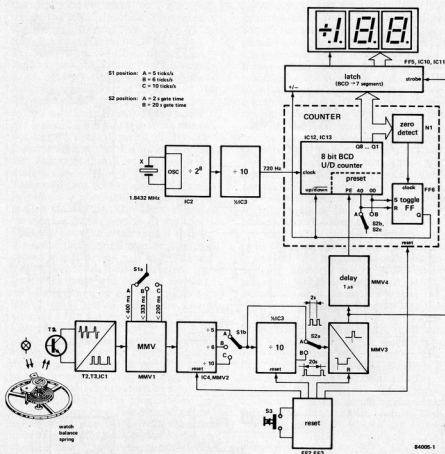 ÷1.88
FF5, IC10, IC11
latch
(BCD → 7 segment)
strobe
+/−
S1 position: A = 5 ticks/s
B = 6 ticks/s
C = 10 ticks/s
S2 position: A = 2 s gate time
B = 20 s gate time
COUNTER
zero
detect
N1
IC12, IC13
Q8 ... Q1
8 bit BCD
U/D counter
preset
clock
up/down
PE 40 00
clock
FF6
S toggle
R FF
Q
A
B
S2b,
S2c
reset
X
OSC
÷ 2⁸
÷ 10
720 Hz
1.8432 MHz
IC2
½IC3
delay
1 µs
MMV4
S1a
A B C
< 400 ms
< 333 ms
< 200 ms
T1
T2,T3,IC1
MMV
MMV1
÷ 5
÷ 6
÷ 10
reset
A
B
C
S1b
IC4, MMV2
½IC3
÷ 10
reset
2s
A
B
S2a
20s
MMV3
R
S3
reset
FF2, FF3
watch
balance
spring
84005-1